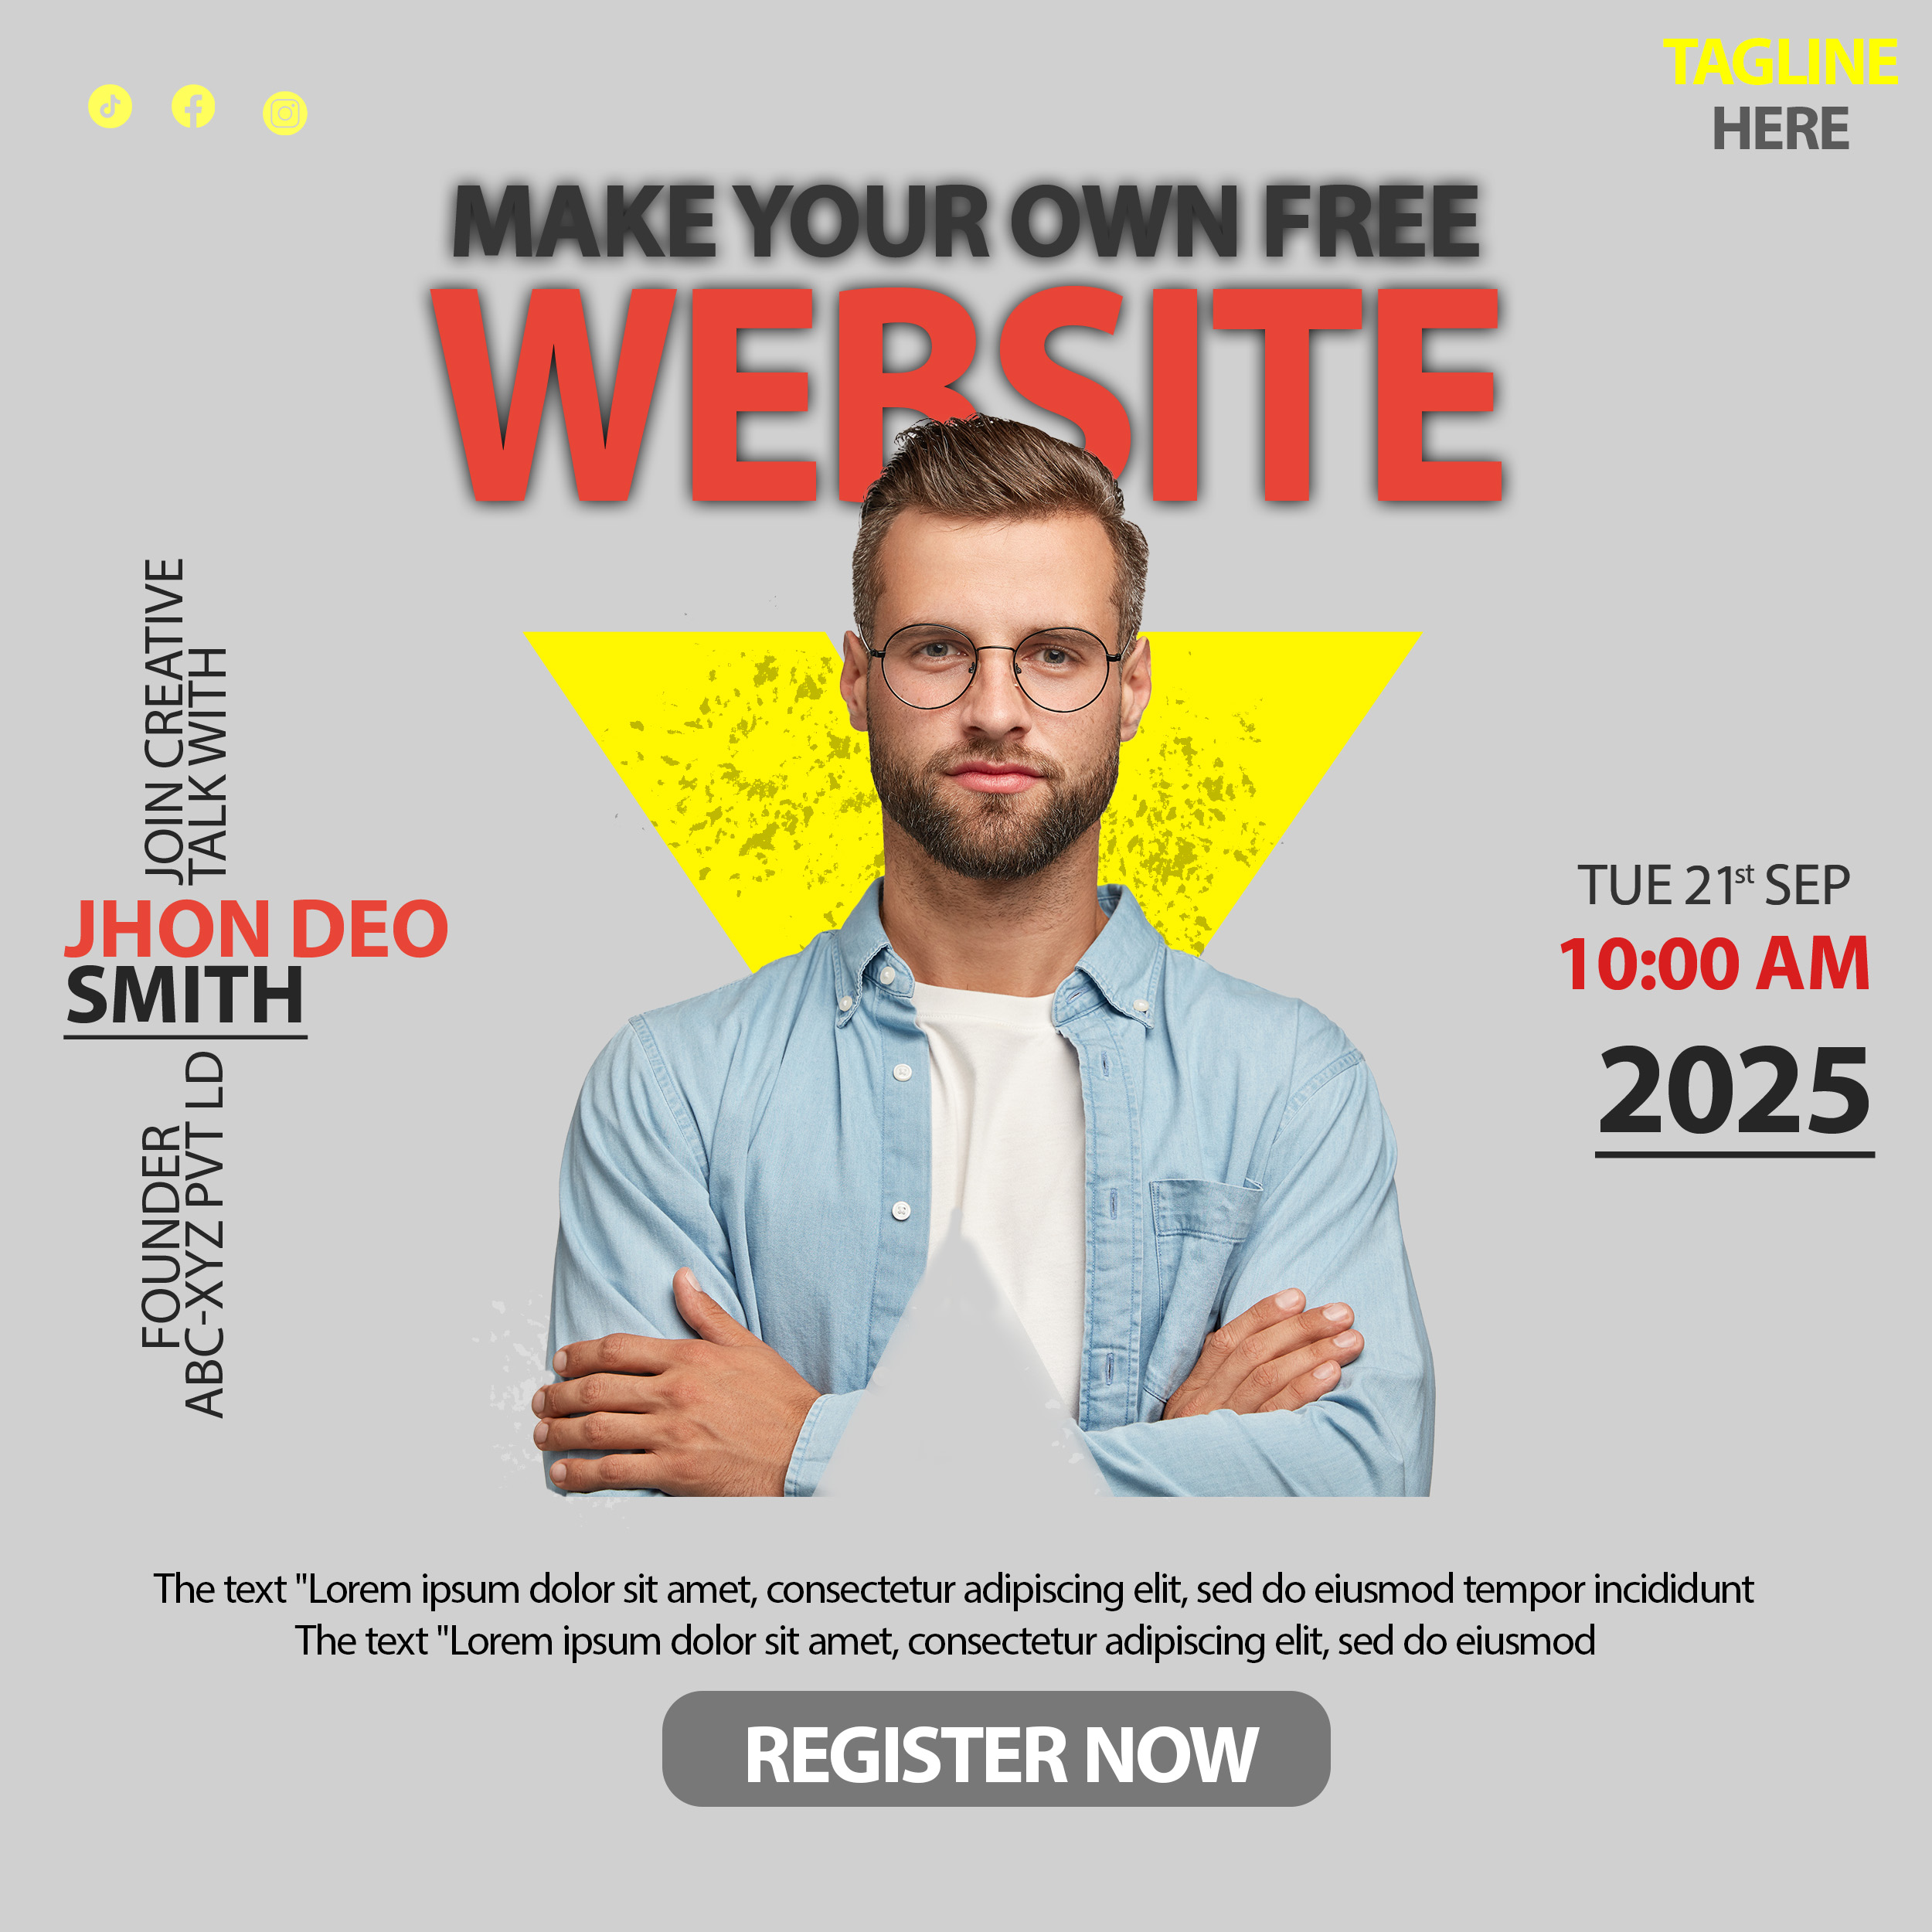 TAGLINE
HERE
MAKE YOUR OWN FREE
WEBSITE
JOIN CREATIVE
TALK WITH
JHON DEO
SMITH
FOUNDER
ABC-XYZ PVT LD
TUE 21st SEP
10:00 AM
2025
The text "Lorem ipsum dolor sit amet, consectetur adipiscing elit, sed do eiusmod tempor incididunt
The text "Lorem ipsum dolor sit amet, consectetur adipiscing elit, sed do eiusmod
REGISTER NOW